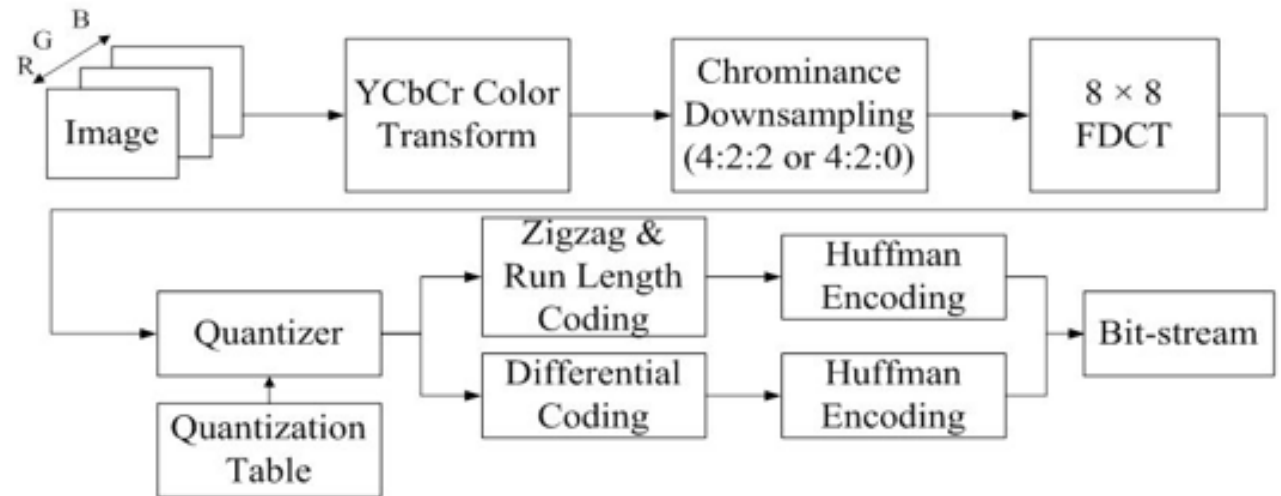 R G B
Image
YCbCr Color
Transform
Chrominance
Downsampling
(4:2:2 or 4:2:0)
8 × 8
FDCT
Quantizer
Quantization
Table
Zigzag &
Run Length
Coding
Huffman
Encoding
Differential
Coding
Huffman
Encoding
Bit-stream